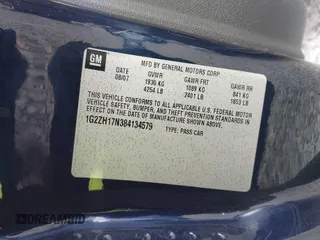 GM
MFD BY GENERAL MOTORS CORP
DATE GVWR GAWR FRT GAWR RR
08/07 1930 KG 1089 KG 841 KG
4254 LB 2401 LB 1853 LB
THIS VEHICLE CONFORMS TO ALL APPLICABLE U.S. FEDERAL MOTOR
VEHICLE SAFETY, BUMPER, AND THEFT PREVENTION STANDARDS IN
EFFECT ON THE DATE OF MANUFACTURE SHOWN ABOVE.
1G2ZH17N384134579 TYPE: PASS CAR
DREAMBID